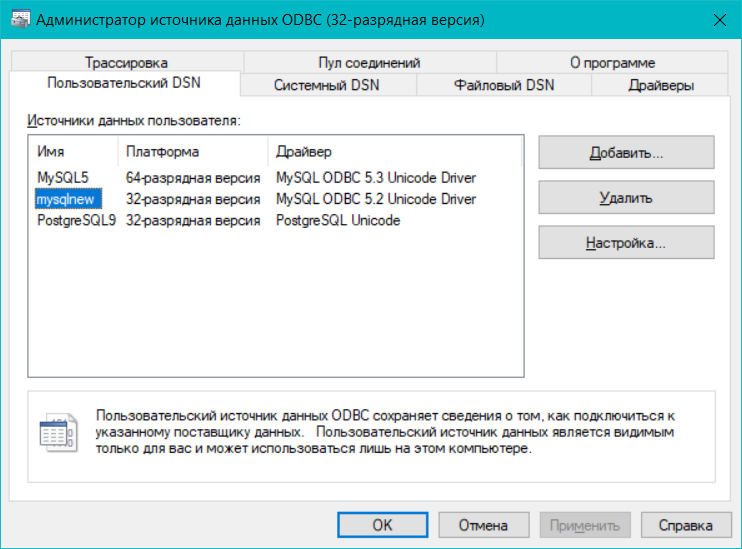 Администратор источника данных ODBC (32-разрядная версия)
Трассировка Пул соединений О программе
Пользовательский DSN Системный DSN Файловый DSN Драйверы
Источники данных пользователя:
Имя Платформа Драйвер
MySQL5 64-разрядная версия MySQL ODBC 5.3 Unicode Driver
mysqlnew 32-разрядная версия MySQL ODBC 5.2 Unicode Driver
PostgreSQL9 32-разрядная версия PostgreSQL Unicode
Добавить...
Удалить
Настройка...
Пользовательский источник данных ODBC сохраняет сведения о том, как подключиться к
указанному поставщику данных. Пользовательский источник данных является видимым
только для вас и может использоваться лишь на этом компьютере.
OK Отмена Применить Справка